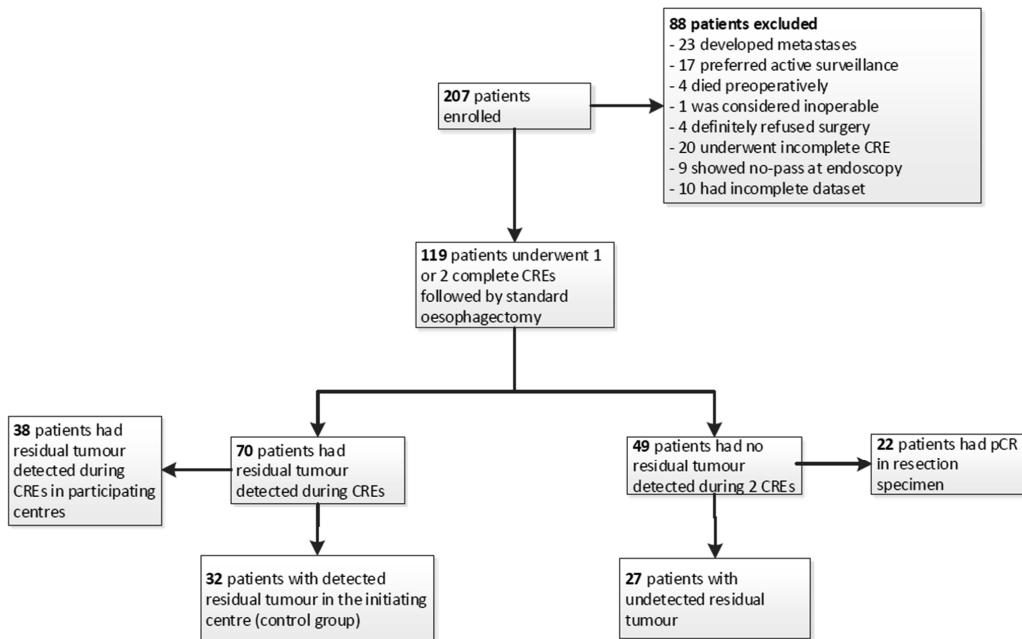 88 patients excluded
- 23 developed metastases
- 17 preferred active surveillance
- 4 died preoperatively
- 1 was considered inoperable
- 4 definitely refused surgery
- 20 underwent incomplete CRE
- 9 showed no-pass at endoscopy
- 10 had incomplete dataset
207 patients
enrolled
119 patients underwent 1
or 2 complete CREs
followed by standard
oesophagectomy
38 patients had
residual tumour
detected during
CREs in participating
centres
70 patients had
residual tumour
detected during CREs
49 patients had no
residual tumour
detected during 2 CREs
22 patients had pCR
in resection
specimen
32 patients with detected
residual tumour in the initiating
centre (control group)
27 patients with
undetected residual
tumour